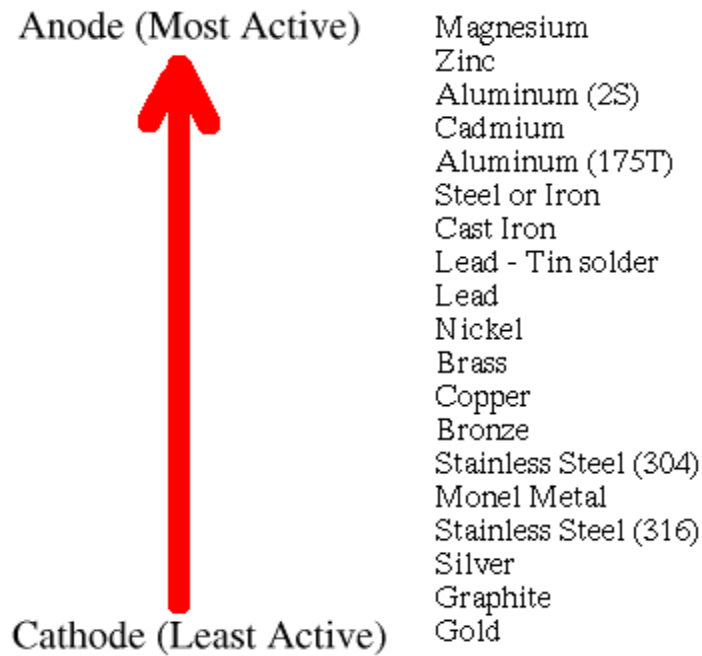 Anode (Most Active)
Magnesium
Zinc
Aluminum (2S)
Cadmium
Aluminum (175T)
Steel or Iron
Cast Iron
Lead - Tin solder
Lead
Nickel
Brass
Copper
Bronze
Stainless Steel (304)
Monel Metal
Stainless Steel (316)
Silver
Graphite
Gold
Cathode (Least Active)